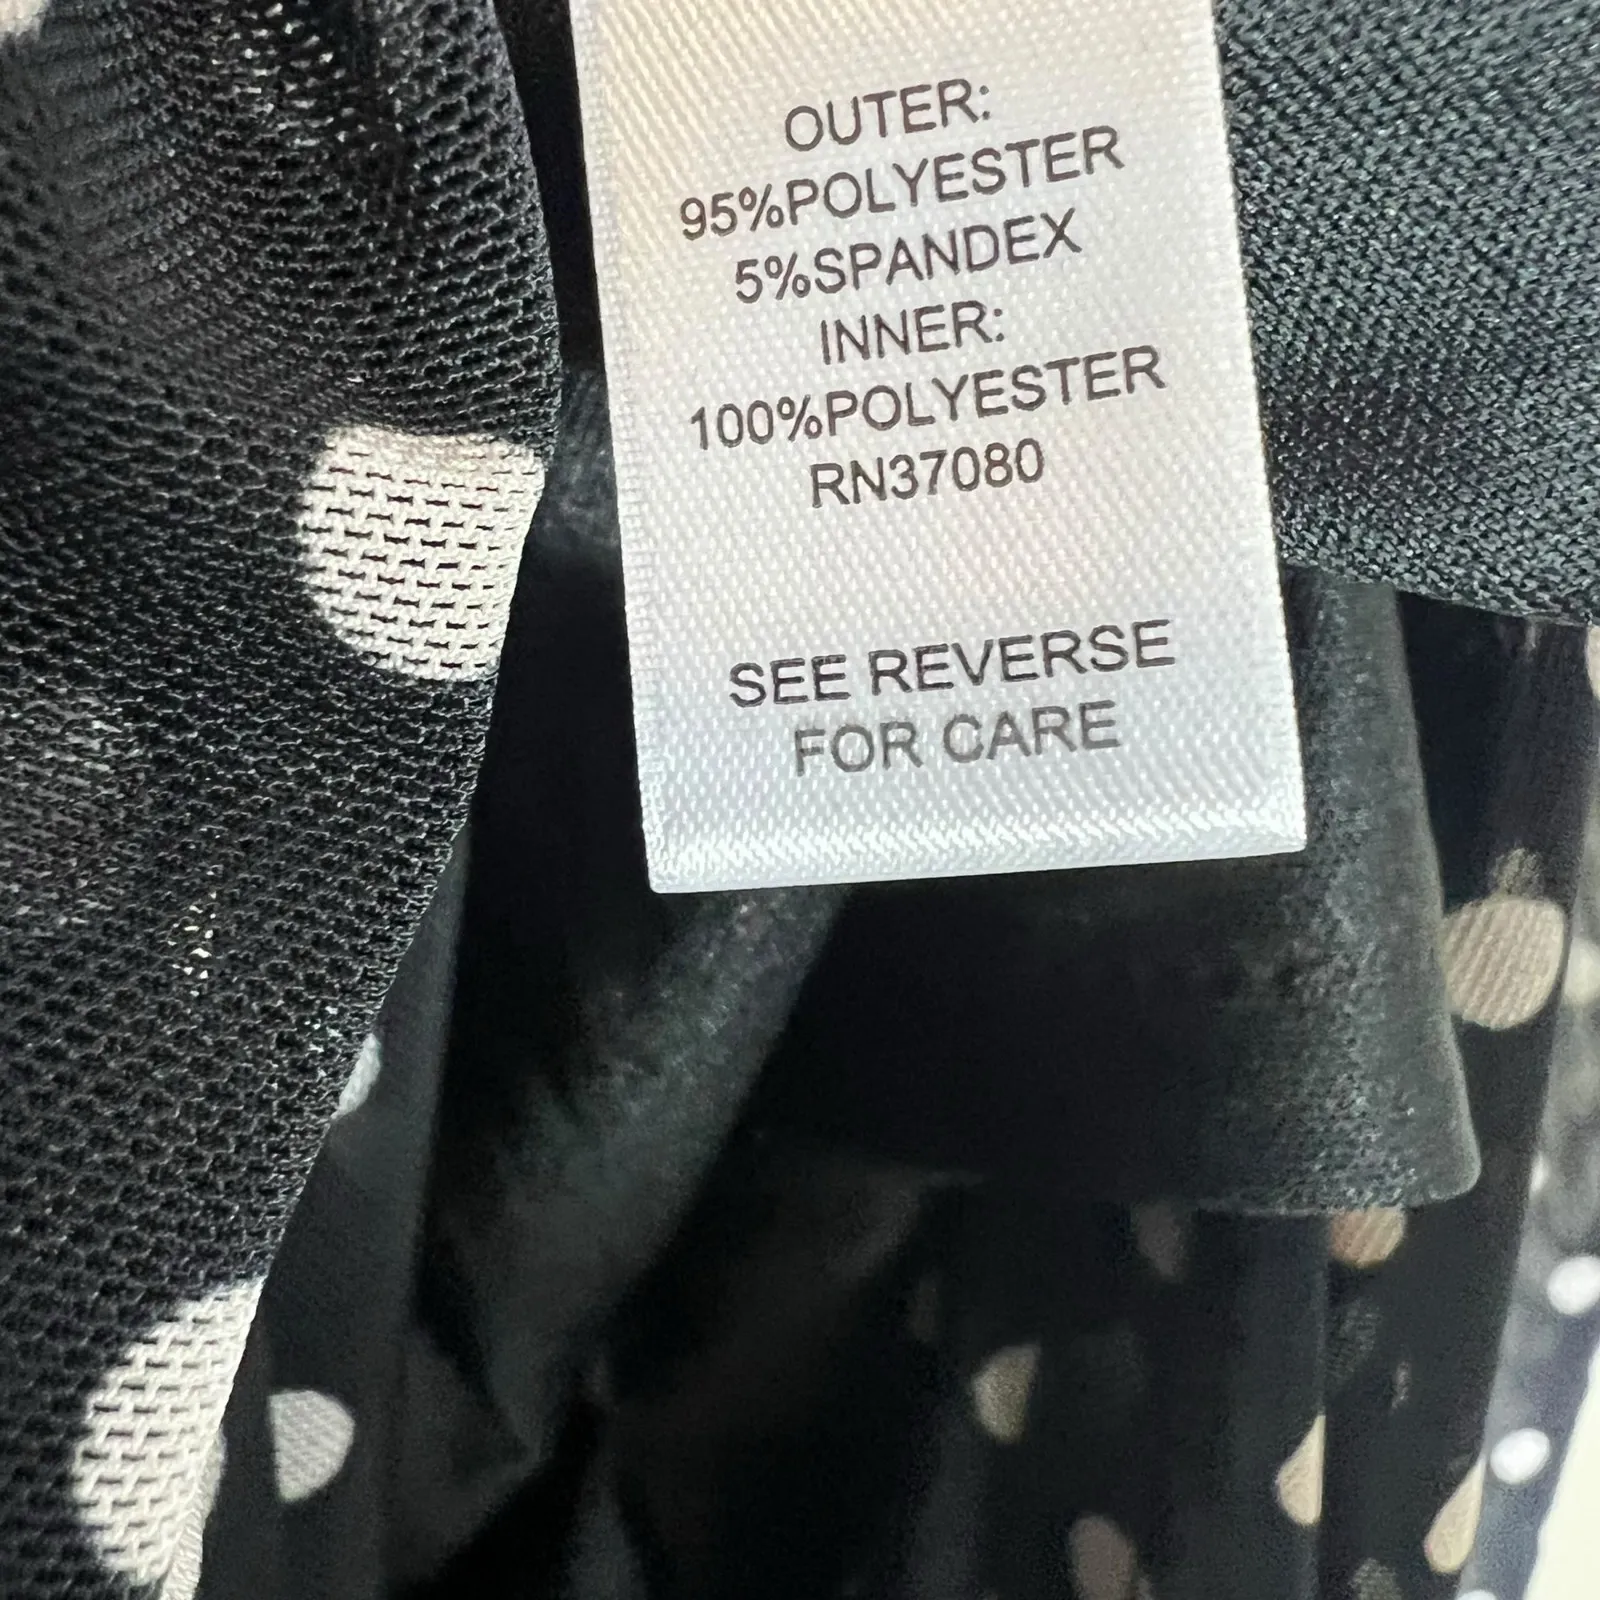 OUTER:
95%POLYESTER
5%SPANDEX
INNER:
100%POLYESTER
RN37080
SEE REVERSE
FOR CARE